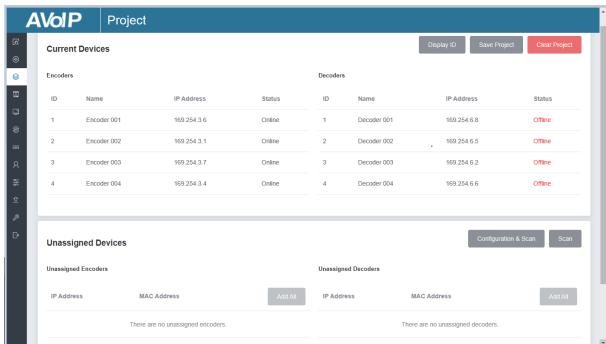 AVoIP Project
Current Devices Display ID Save Project Clear Project
Encoders Decoders
ID Name IP Address Status ID Name IP Address Status
1 Encoder 001 169.254.3.6 Online 1 Decoder 001 169.254.6.8 Offline
2 Encoder 002 169.254.3.1 Online 2 Decoder 002 169.254.6.5 Offline
3 Encoder 003 169.254.3.7 Online 3 Decoder 003 169.254.6.2 Offline
4 Encoder 004 169.254.3.4 Online 4 Decoder 004 169.254.6.6 Offline
Unassigned Devices Configuration & Scan Scan
Unassigned Encoders Unassigned Decoders
IP Address MAC Address Add All IP Address MAC Address Add All
There are no unassigned encoders. There are no unassigned decoders.